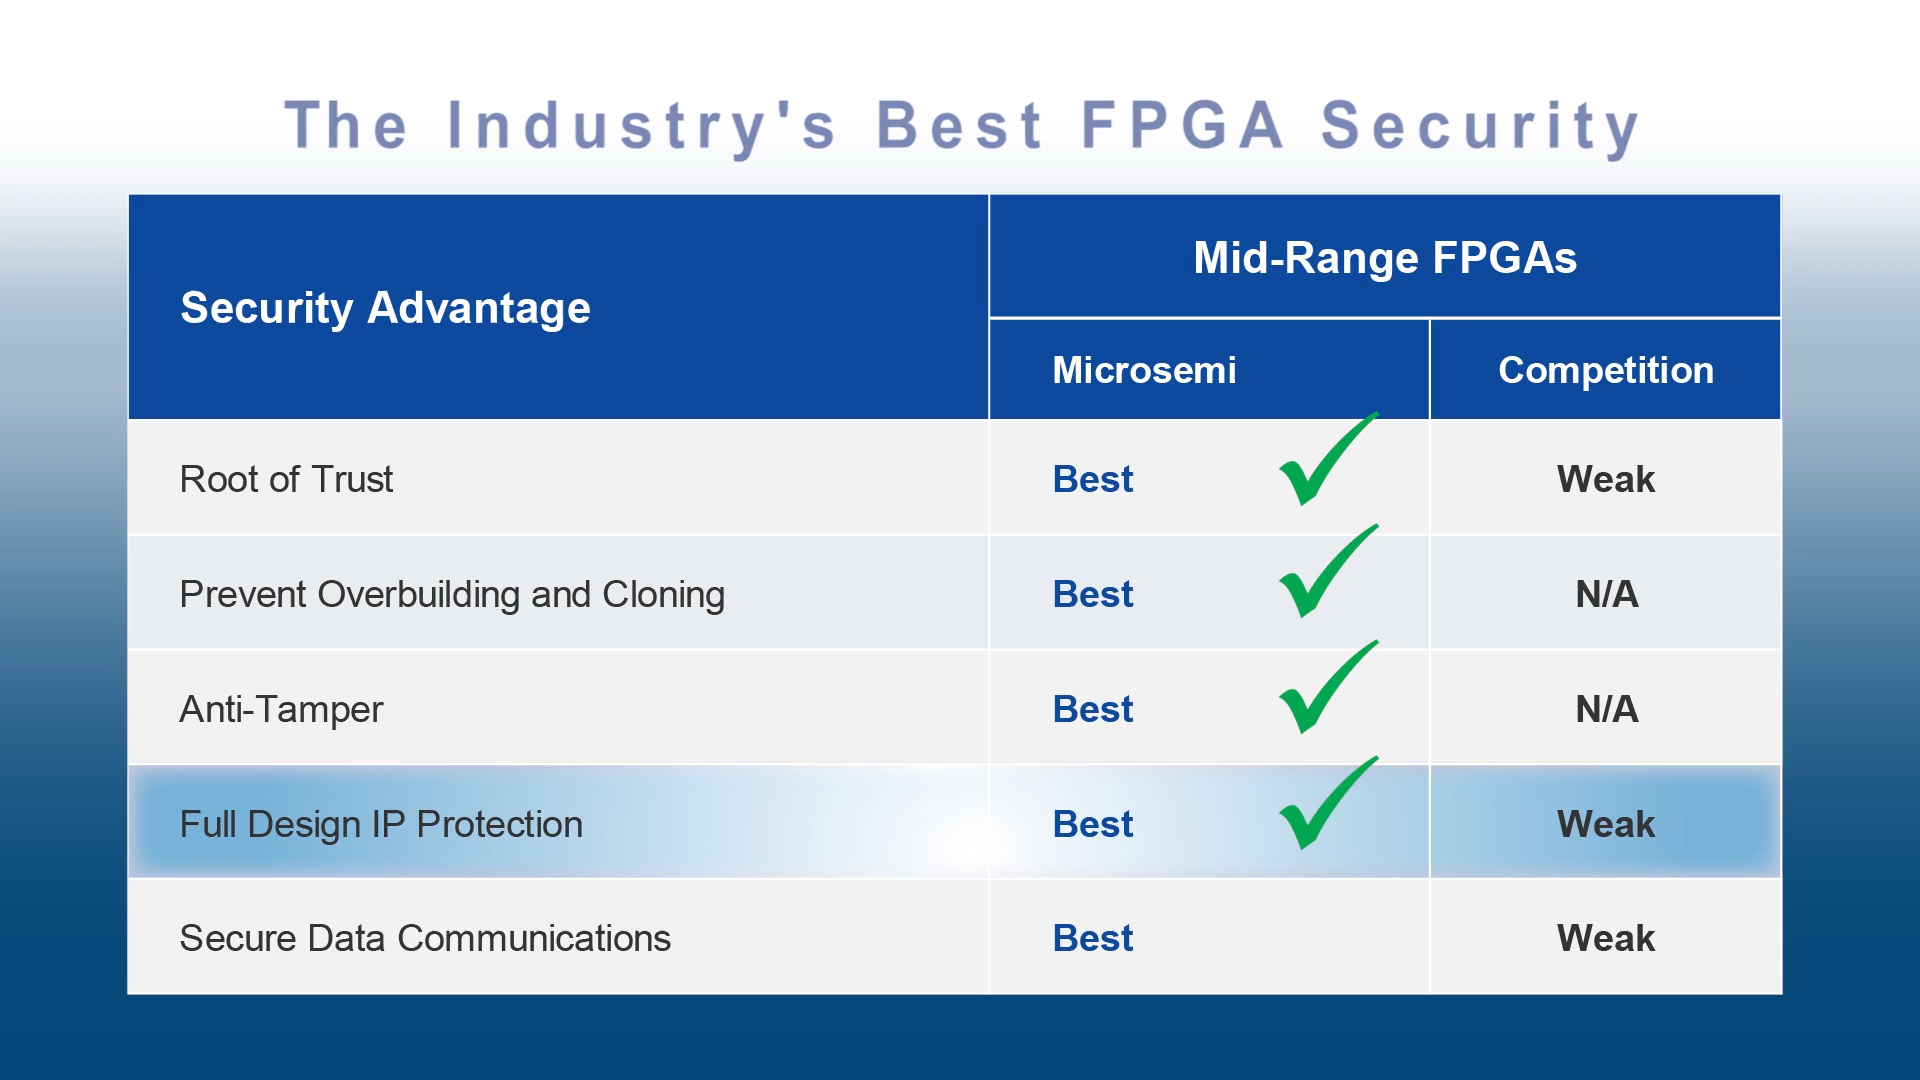 The Industry's Best FPGA Security
Security Advantage
Mid-Range FPGAs
Microsemi
Competition
Root of Trust
Best
Weak
Prevent Overbuilding and Cloning
Best
N/A
Anti-Tamper
Best
N/A
Full Design IP Protection
Best
Weak
Secure Data Communications
Best
Weak